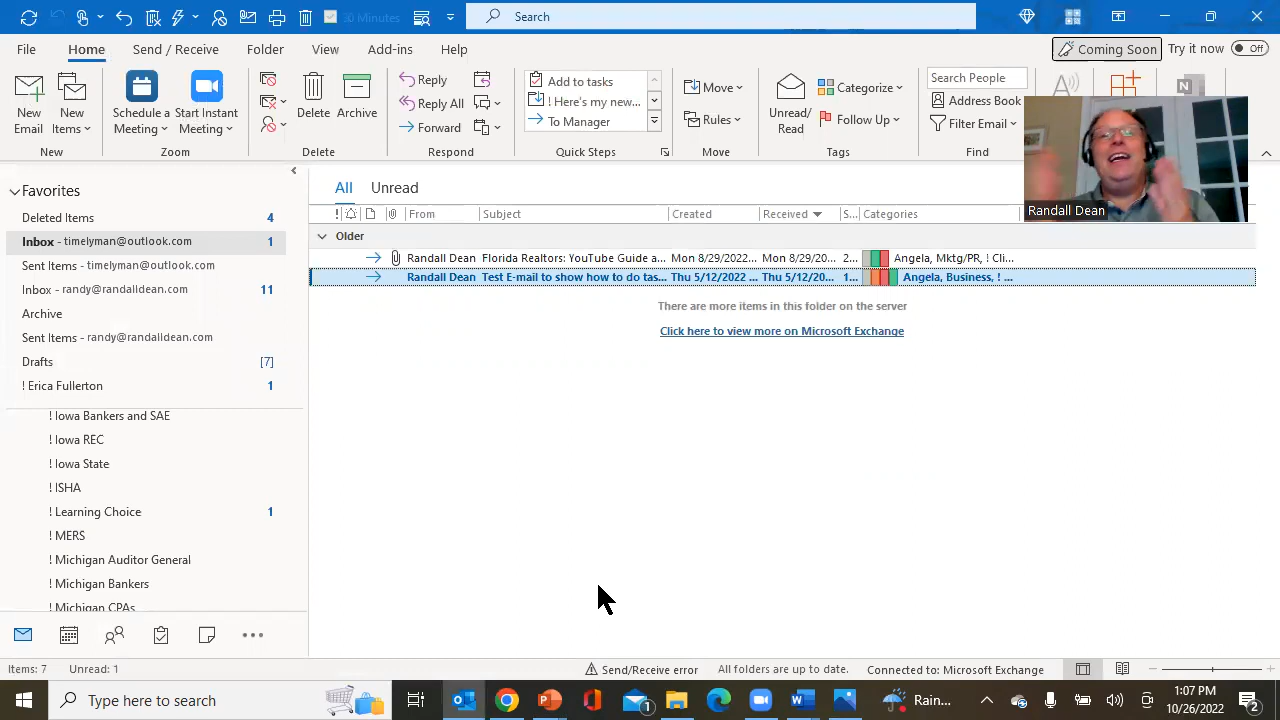 30 Minutes
Search
File Home Send / Receive Folder View Add-ins Help
Coming Soon Try it now Off
New Email
New Items
New
Schedule a Meeting
Start Instant Meeting
Zoom
Delete
Archive
Delete
Reply
Reply All
Forward
Respond
Add to tasks
! Here's my new...
To Manager
Quick Steps
Move
Rules
Move
Unread/ Read
Categorize
Follow Up
Tags
Search People
Address Book
Filter Email
Find
Randall Dean
Favorites
Deleted Items 4
Inbox - timelyman@outlook.com 1
Sent Items - timelyman@outlook.com
Inbox - randy@randalldean.com 11
Archive
Sent Items - randy@randalldean.com
Drafts [7]
! Erica Fullerton 1
! Iowa Bankers and SAE
! Iowa REC
! Iowa State
! ISHA
! Learning Choice 1
! MERS
! Michigan Auditor General
! Michigan Bankers
! Michigan CPAs
All Unread
! From Subject Created Received S... Categories
Older
Randall Dean Florida Realtors: YouTube Guide a... Mon 8/29/2022... Mon 8/29/20... 2... Angela, Mktg/PR, ! Cli...
Randall Dean Test E-mail to show how to do tas... Thu 5/12/2022 ... Thu 5/12/20... 1... Angela, Business, ! ...
There are more items in this folder on the server
Click here to view more on Microsoft Exchange
Items: 7 Unread: 1 Send/Receive error All folders are up to date. Connected to: Microsoft Exchange
Type here to search
1
Rain...
1:07 PM
10/26/2022
2